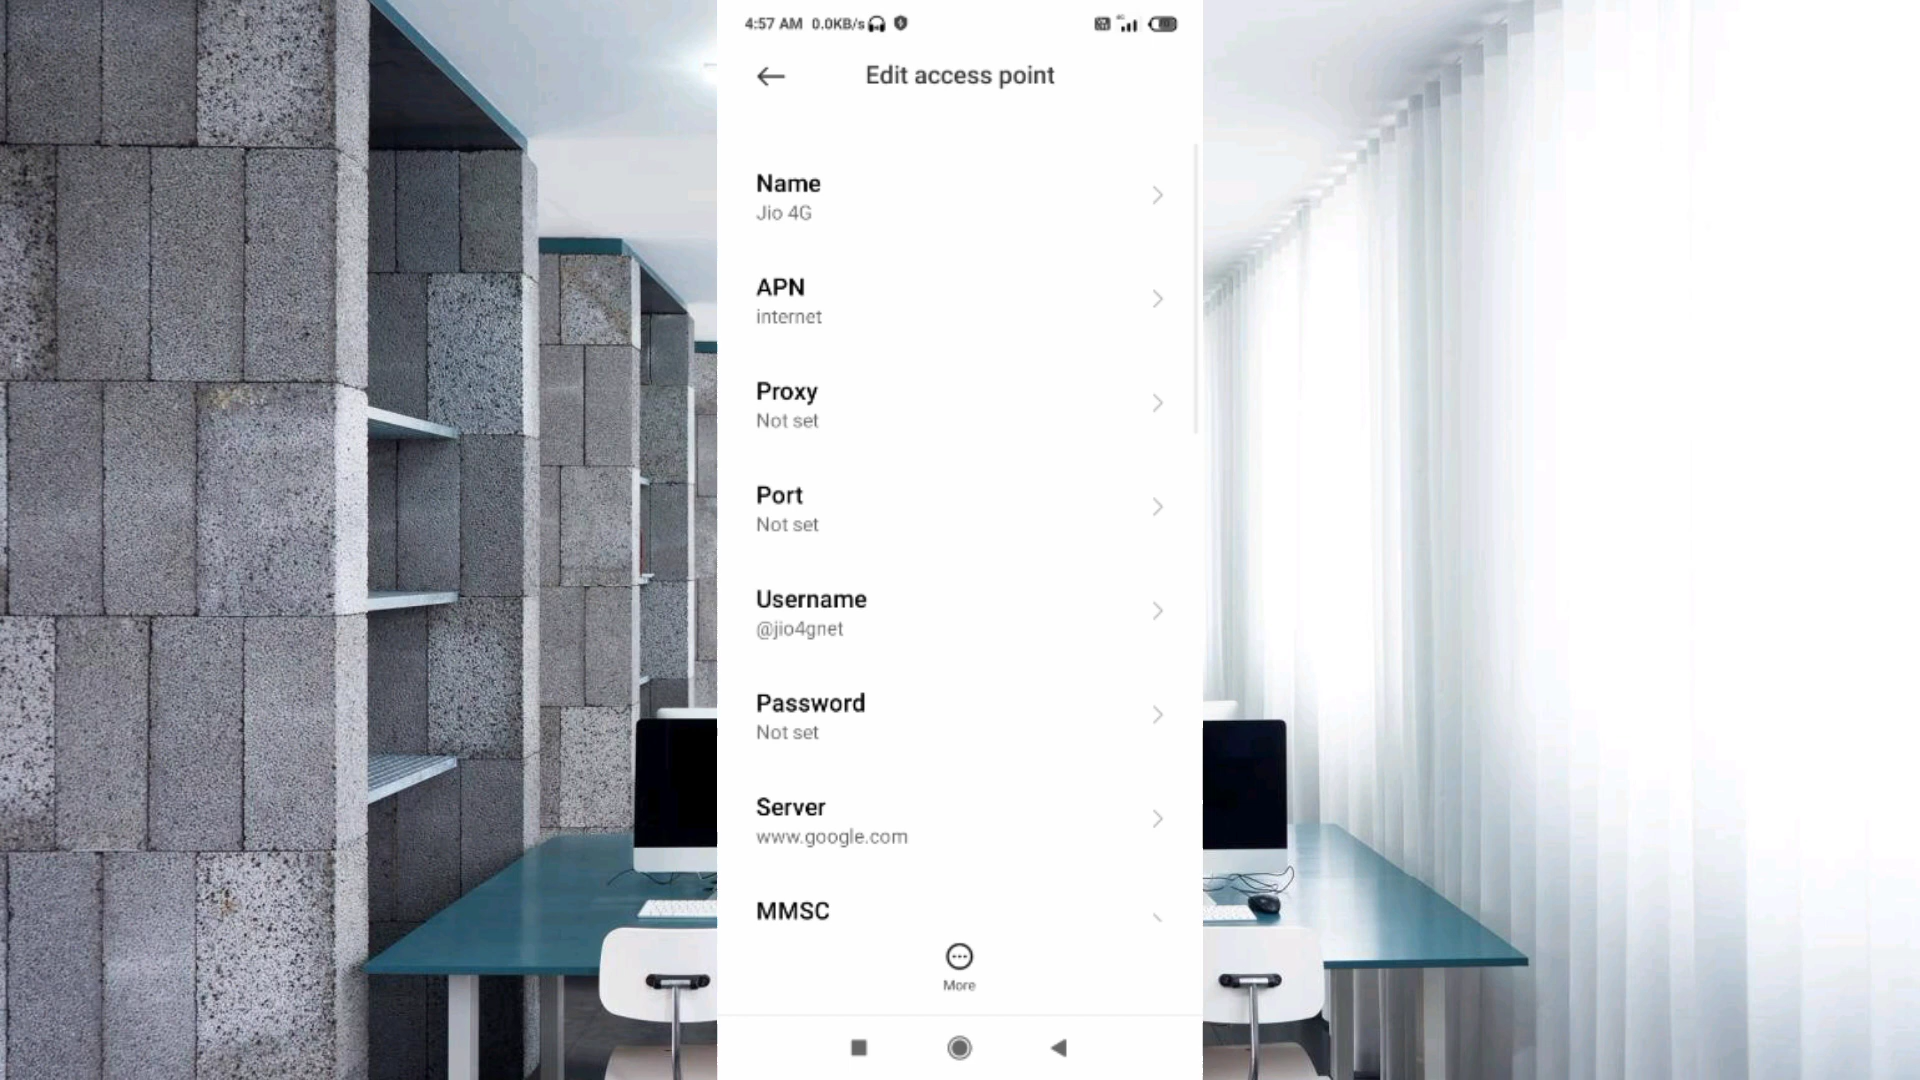 4:57 AM 0.0KB/s
4G
Edit access point
Name
Jio 4G
APN
internet
Proxy
Not set
Port
Not set
Username
@jio4gnet
Password
Not set
Server
www.google.com
MMSC
More